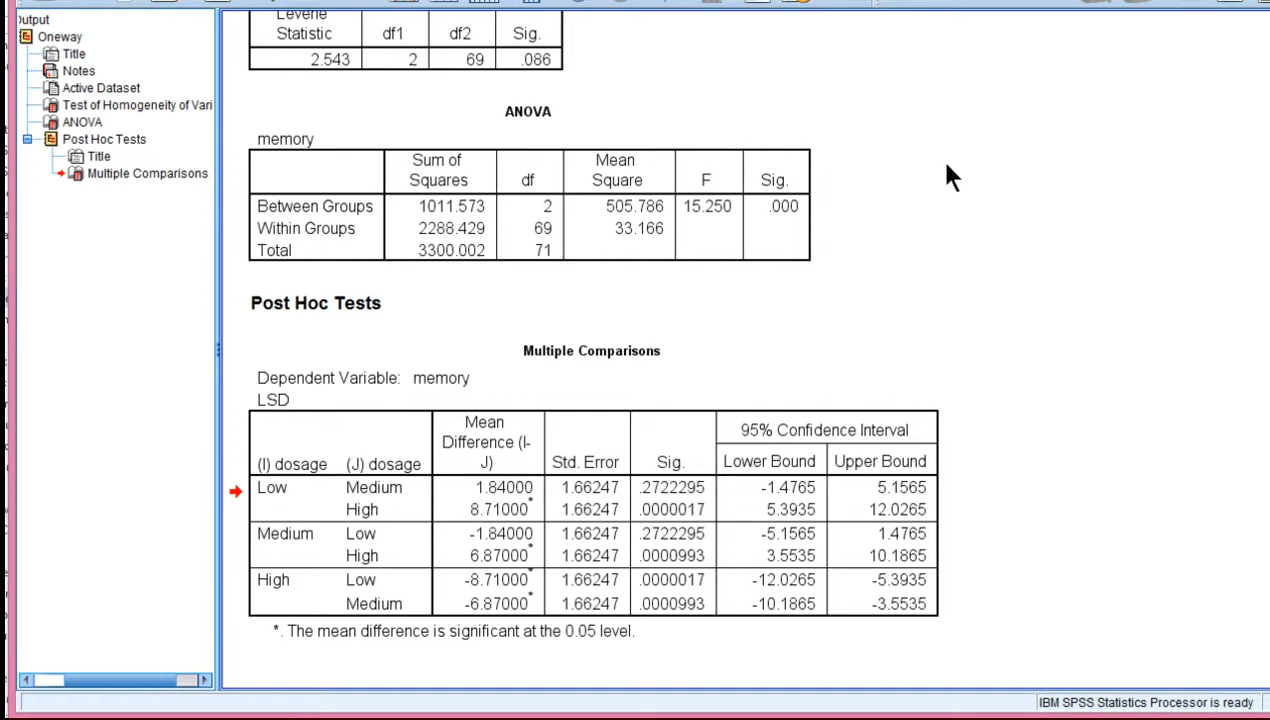 Output
Oneway
Title
Notes
Active Dataset
Test of Homogeneity of Vari
ANOVA
Post Hoc Tests
Title
Multiple Comparisons
Levene
Statistic df1 df2 Sig.
2.543 2 69 .086
ANOVA
memory
Sum of Squares df Mean Square F Sig.
Between Groups 1011.573 2 505.786 15.250 .000
Within Groups 2288.429 69 33.166
Total 3300.002 71
Post Hoc Tests
Multiple Comparisons
Dependent Variable: memory
LSD
(I) dosage (J) dosage Mean Difference (I-J) Std. Error Sig. 95% Confidence Interval
Lower Bound Upper Bound
Low Medium 1.84000 1.66247 .2722295 -1.4765 5.1565
High 8.71000* 1.66247 .0000017 5.3935 12.0265
Medium Low -1.84000 1.66247 .2722295 -5.1565 1.4765
High 6.87000* 1.66247 .0000993 3.5535 10.1865
High Low -8.71000* 1.66247 .0000017 -12.0265 -5.3935
Medium -6.87000* 1.66247 .0000993 -10.1865 -3.5535
*. The mean difference is significant at the 0.05 level.
IBM SPSS Statistics Processor is ready